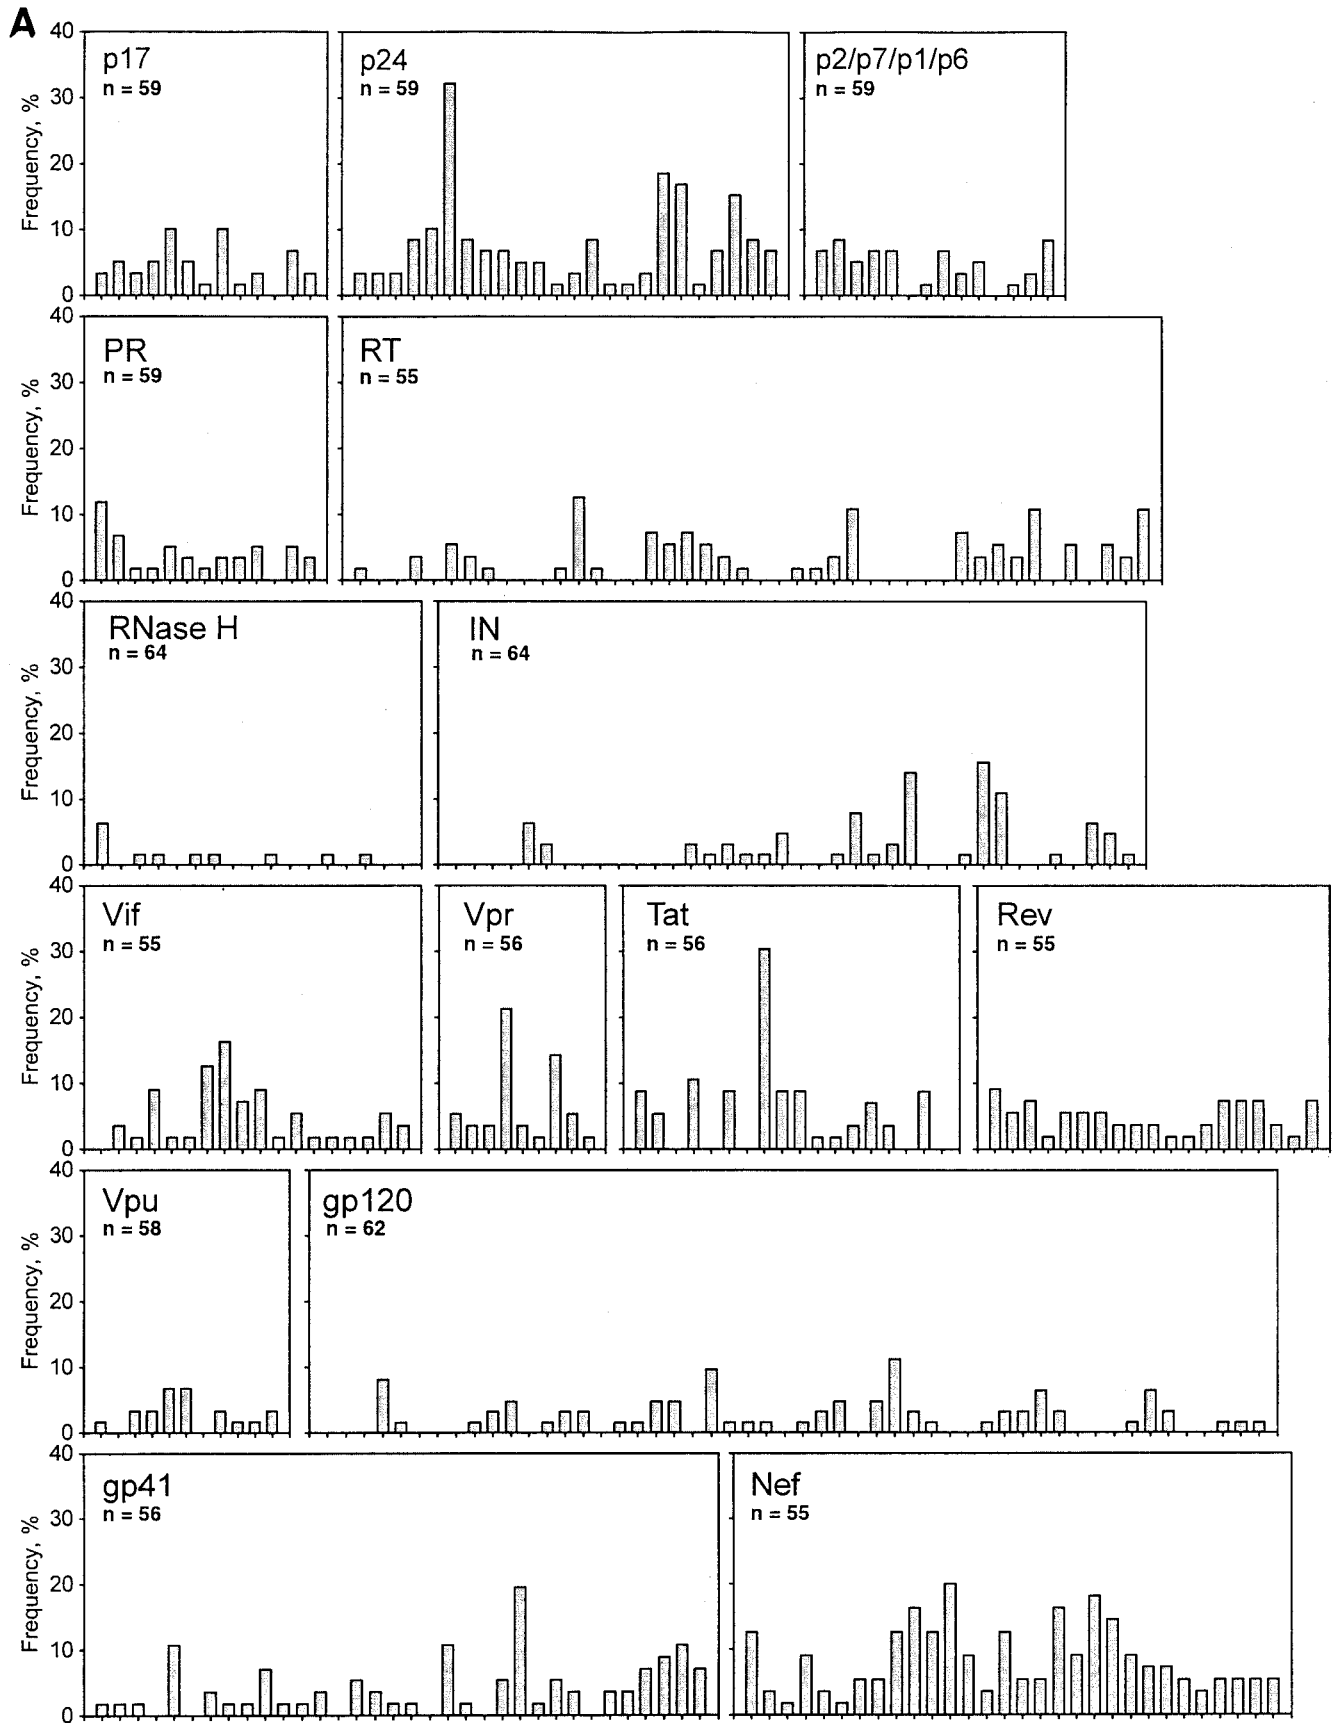 A
Frequency, %
40
30
20
10
0
p17
n = 59
p24
n = 59
p2/p7/p1/p6
n = 59
Frequency, %
40
30
20
10
0
PR
n = 59
RT
n = 55
Frequency, %
40
30
20
10
0
RNase H
n = 64
IN
n = 64
Frequency, %
40
30
20
10
0
Vif
n = 55
Vpr
n = 56
Tat
n = 56
Rev
n = 55
Frequency, %
40
30
20
10
0
Vpu
n = 58
gp120
n = 62
Frequency, %
40
30
20
10
0
gp41
n = 56
Nef
n = 55